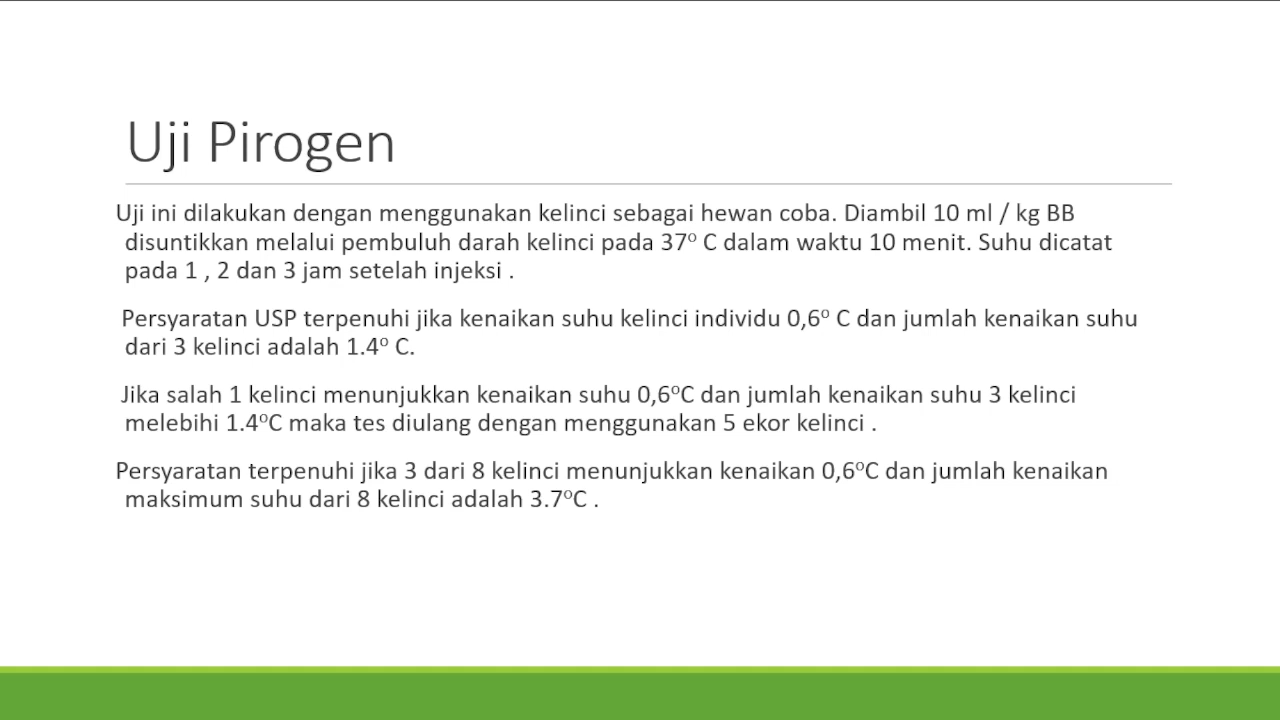 Uji Pirogen
Uji ini dilakukan dengan menggunakan kelinci sebagai hewan coba. Diambil 10 ml / kg BB
disuntikkan melalui pembuluh darah kelinci pada 37º C dalam waktu 10 menit. Suhu dicatat
pada 1 , 2 dan 3 jam setelah injeksi .
Persyaratan USP terpenuhi jika kenaikan suhu kelinci individu 0,6º C dan jumlah kenaikan suhu
dari 3 kelinci adalah 1.4º C.
Jika salah 1 kelinci menunjukkan kenaikan suhu 0,6ºC dan jumlah kenaikan suhu 3 kelinci
melebihi 1.4ºC maka tes diulang dengan menggunakan 5 ekor kelinci .
Persyaratan terpenuhi jika 3 dari 8 kelinci menunjukkan kenaikan 0,6ºC dan jumlah kenaikan
maksimum suhu dari 8 kelinci adalah 3.7ºC .